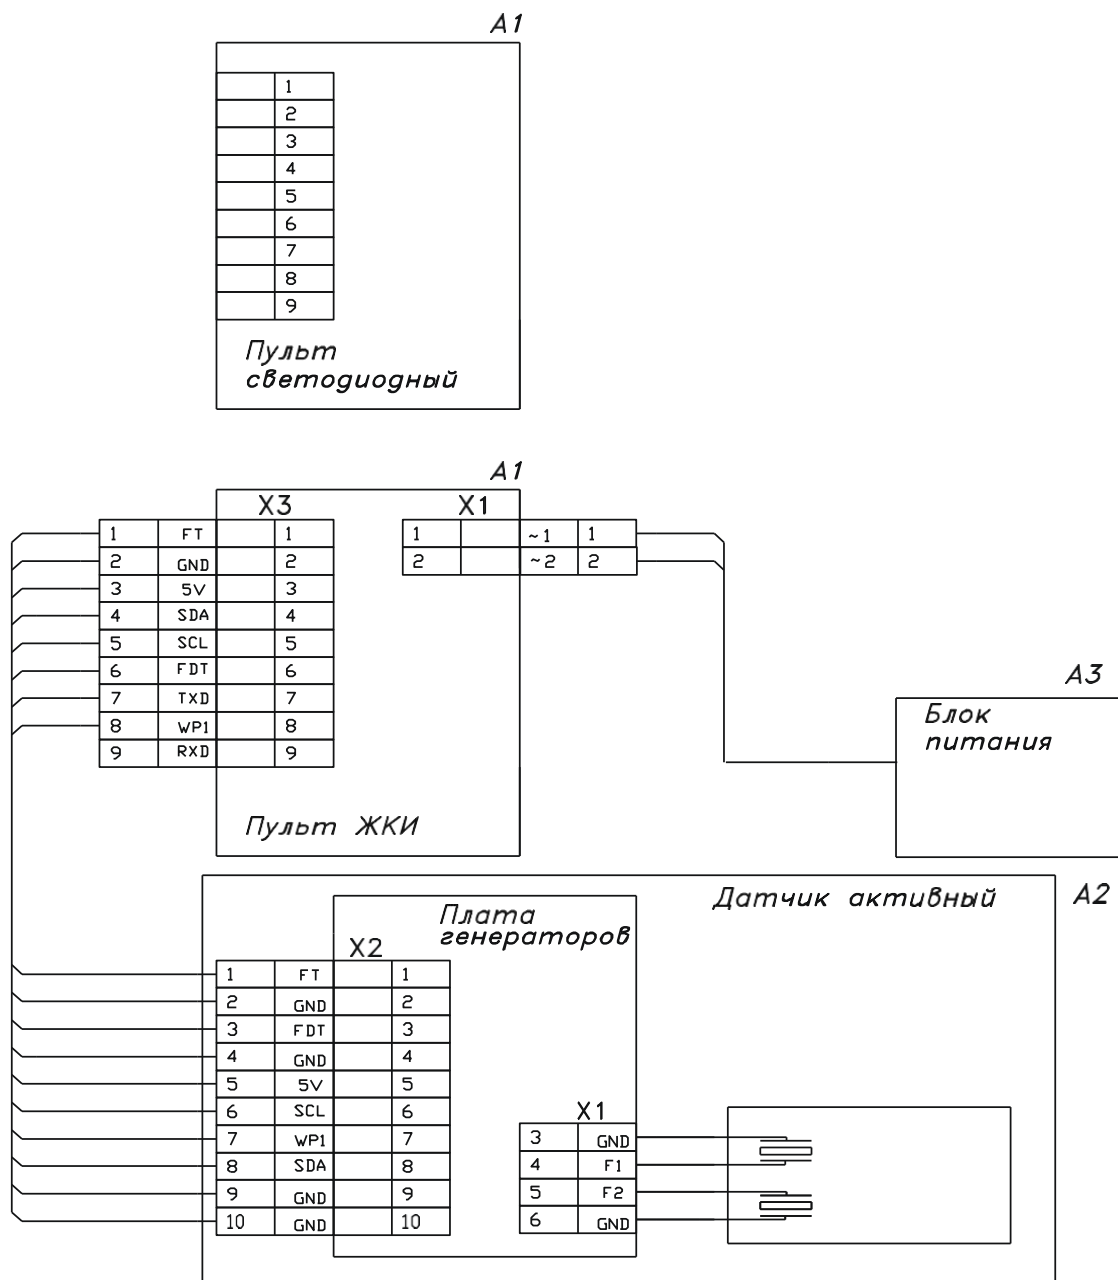 A1
1
2
3
4
5
6
7
8
9
Пульт
светодиодный
A1
X3 X1
1 FT 1 1 ~1 1
2 GND 2 2 ~2 2
3 5V 3
4 SDA 4
5 SCL 5
6 FDT 6
7 TXD 7
8 WP1 8
9 RXD 9
Пульт ЖКИ
A3
Блок
питания
A2
Датчик активный
Плата
генераторов
X2
1 FT 1
2 GND 2
3 FDT 3
4 GND 4
5 5V 5
6 SCL 6
7 WP1 7
8 SDA 8
9 GND 9
10 GND 10
X1
3 GND
4 F1
5 F2
6 GND